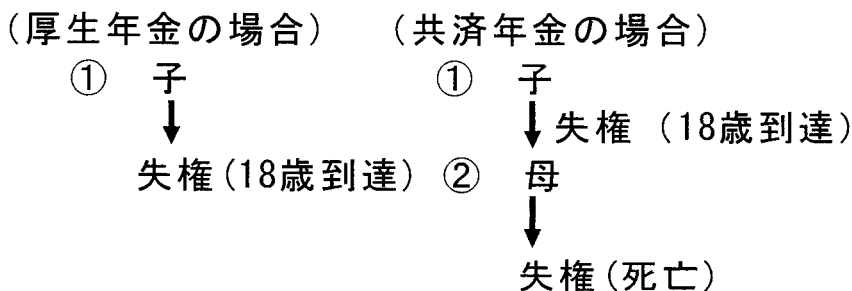 (厚生年金の場合) (共済年金の場合)
① 子 ① 子
失権 (18歳到達)
失権(18歳到達) ② 母
失権(死亡)